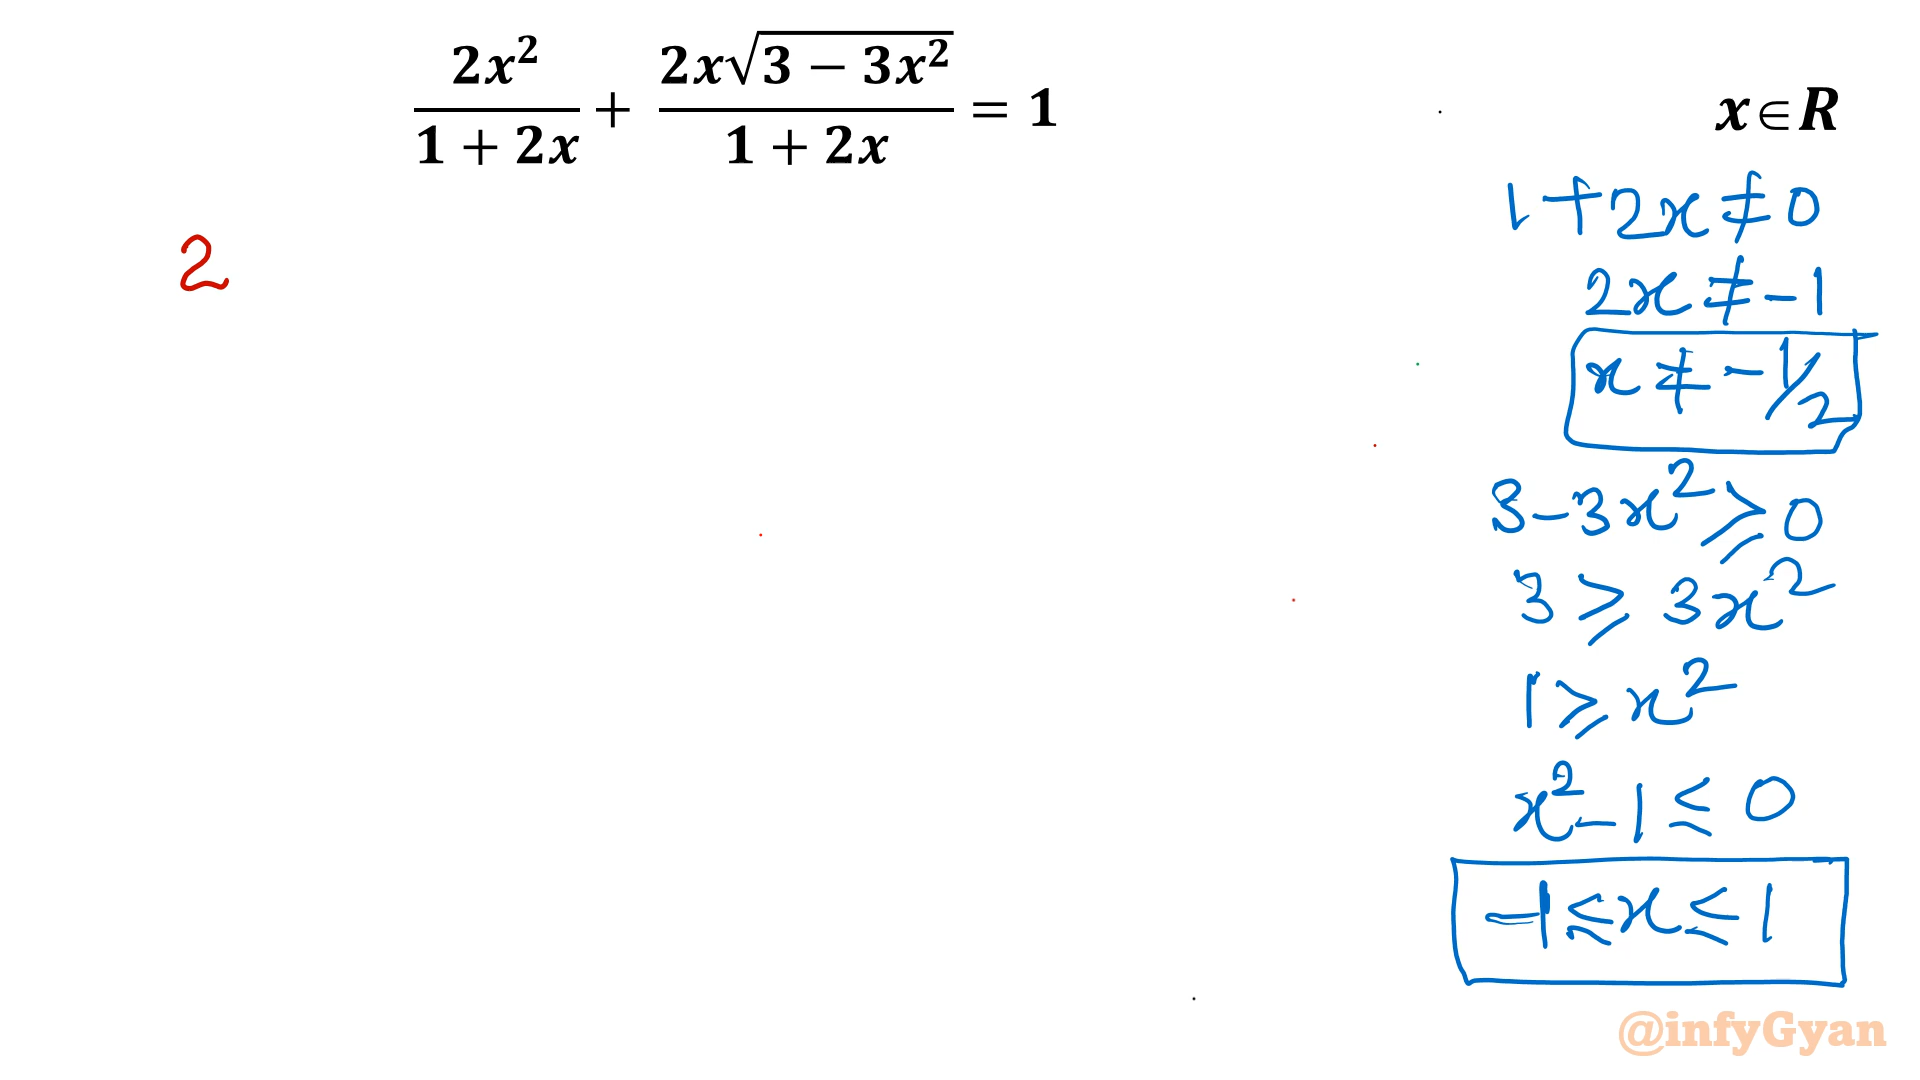 2x²/(1 + 2x) + 2x√(3 − 3x²)/(1 + 2x) = 1
x ∈ R
1 + 2x ≠ 0
2x ≠ -1
x ≠ -1/2
2
3 - 3x² ≥ 0
3 ≥ 3x²
1 ≥ x²
x² - 1 ≤ 0
-1 ≤ x ≤ 1
@infyGyan